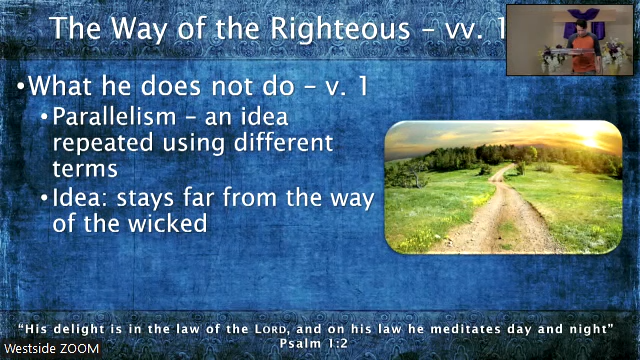 The Way of the Righteous – vv. 1
•What he does not do – v. 1
•Parallelism – an idea
repeated using different
terms
•Idea: stays far from the way
of the wicked
“His delight is in the law of the LORD, and on his law he meditates day and night”
Psalm 1:2
Westside ZOOM